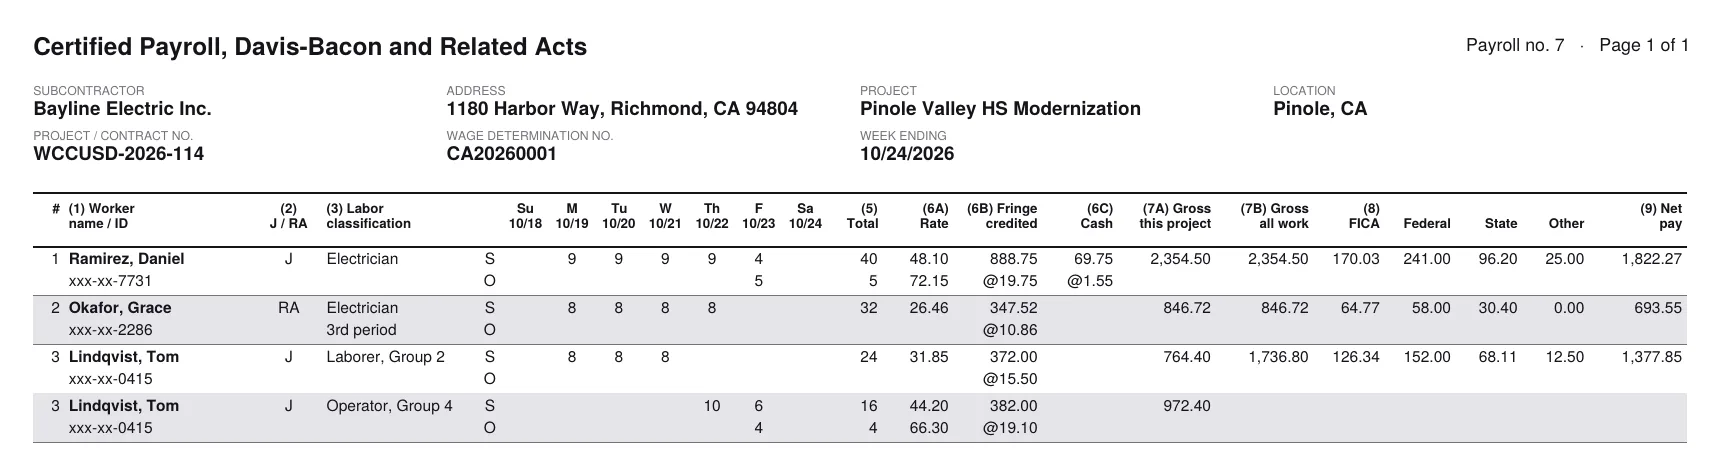 Certified Payroll, Davis-Bacon and Related Acts Payroll no. 7 · Page 1 of 1
SUBCONTRACTOR ADDRESS PROJECT LOCATION
Bayline Electric Inc. 1180 Harbor Way, Richmond, CA 94804 Pinole Valley HS Modernization Pinole, CA
PROJECT / CONTRACT NO. WAGE DETERMINATION NO. WEEK ENDING
WCCUSD-2026-114 CA20260001 10/24/2026
# (1) Worker (2) (3) Labor Su M Tu W Th F Sa (5) (6A) (6B) Fringe (6C) (7A) Gross (7B) Gross (8) (9) Net
name / ID J / RA classification 10/18 10/19 10/20 10/21 10/22 10/23 10/24 Total Rate credited Cash this project all work FICA Federal State Other pay
1 Ramirez, Daniel J Electrician S 9 9 9 9 4 40 48.10 888.75 69.75 2,354.50 2,354.50 170.03 241.00 96.20 25.00 1,822.27
xxx-xx-7731 O 5 5 72.15 @19.75 @1.55
2 Okafor, Grace RA Electrician S 8 8 8 8 32 26.46 347.52 846.72 846.72 64.77 58.00 30.40 0.00 693.55
xxx-xx-2286 3rd period O @10.86
3 Lindqvist, Tom J Laborer, Group 2 S 8 8 8 24 31.85 372.00 764.40 1,736.80 126.34 152.00 68.11 12.50 1,377.85
xxx-xx-0415 O @15.50
3 Lindqvist, Tom J Operator, Group 4 S 10 6 16 44.20 382.00 972.40
xxx-xx-0415 O 4 4 66.30 @19.10